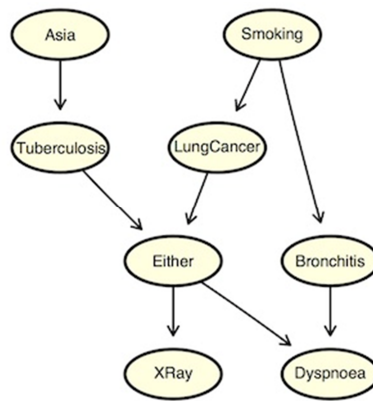 Asia
Smoking
Tuberculosis
LungCancer
Either
Bronchitis
XRay
Dyspnoea